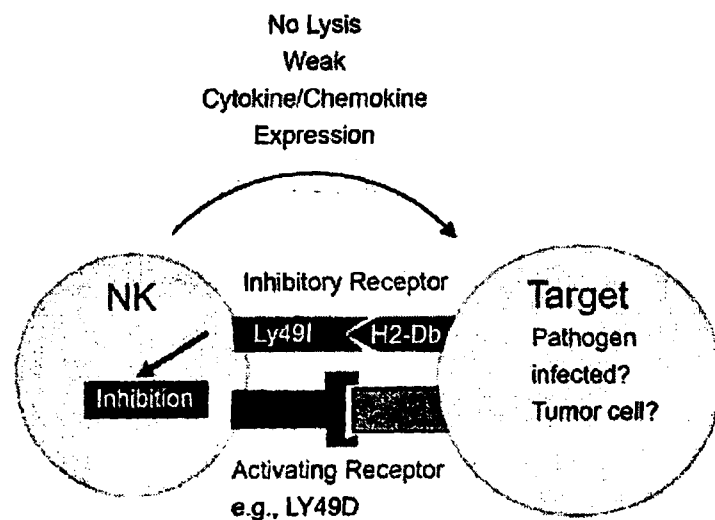 No Lysis
Weak
Cytokine/Chemokine
Expression
NK
Inhibitory Receptor
Target
Ly49I
H2-Db
Pathogen
infected?
Tumor cell?
Inhibition
Activating Receptor
e.g., LY49D